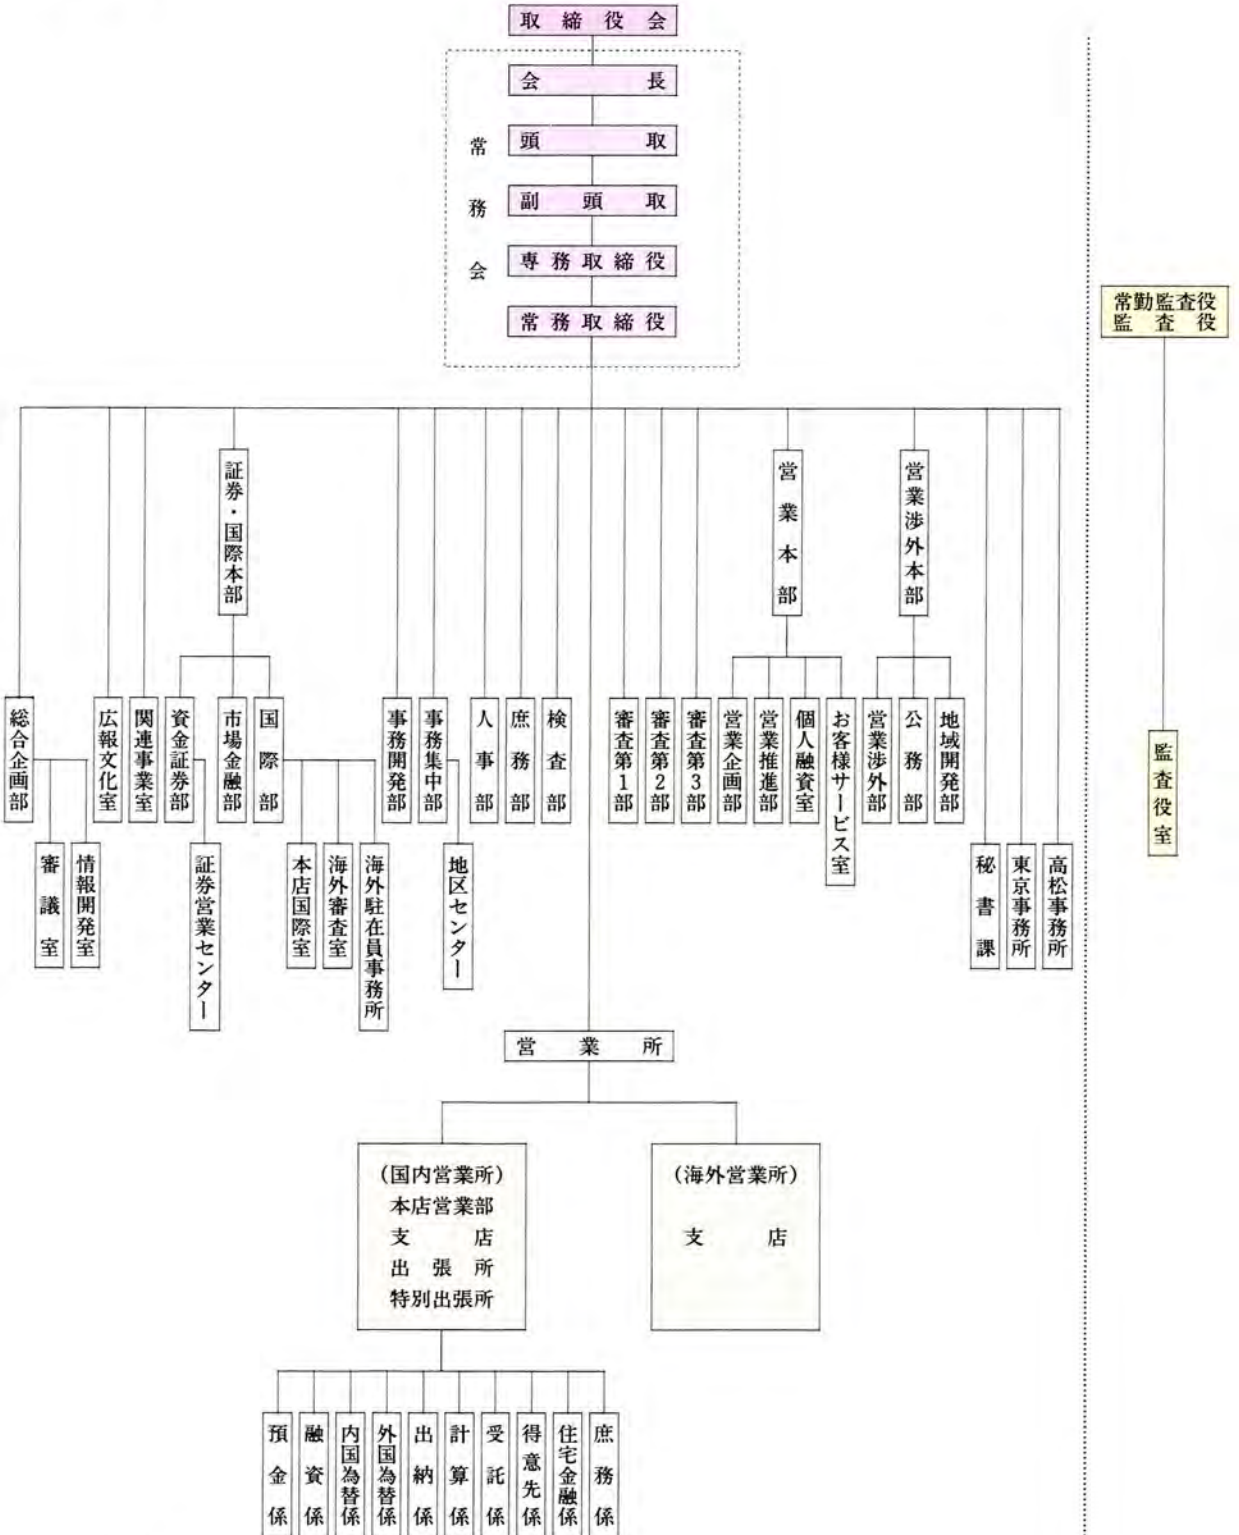 取締役会
会長
頭取
副頭取
専務取締役
常務取締役
常務会
常勤監査役
監査役
証券・国際本部
営業本部
営業渉外本部
総合企画部
広報文化室
関連事業室
資金証券部
市場金融部
国際部
事務開発部
事務集中部
人事部
庶務部
検査部
審査第1部
審査第2部
審査第3部
営業企画部
営業推進部
個人融資室
お客様サービス室
営業渉外部
公務部
地域開発部
監査役室
審議室
情報開発室
証券営業センター
本店国際室
海外審査室
海外駐在員事務所
地区センター
秘書課
東京事務所
高松事務所
営業所
(国内営業所)
本店営業部
支店
出張所
特別出張所
(海外営業所)
支店
預金係
融資係
内国為替係
外国為替係
出納係
計算係
受託係
得意先係
住宅金融係
庶務係